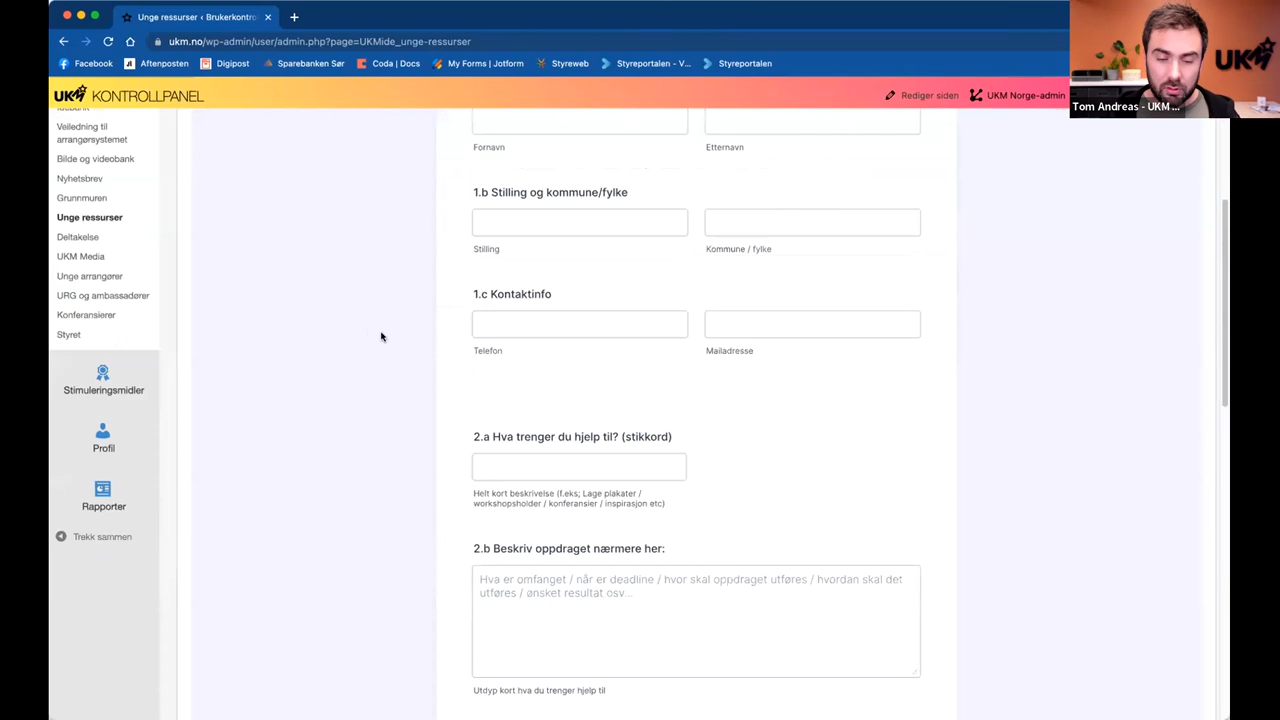 Unge ressurser ‹ Brukerkontro
ukm.no/wp-admin/user/admin.php?page=UKMide_unge-ressurser
Facebook
Aftenposten
Digipost
Sparebanken Sør
Coda | Docs
My Forms | Jotform
Styreweb
Styreportalen - V...
Styreportalen
UKM KONTROLLPANEL
Rediger siden
UKM Norge-admin
UKM
Tom Andreas - UKM ...
Idébank
Veiledning til
arrangørsystemet
Bilde og videobank
Nyhetsbrev
Grunnmuren
Unge ressurser
Deltakelse
UKM Media
Unge arrangører
URG og ambassadører
Konferansierer
Styret
Stimuleringsmidler
Profil
Rapporter
Trekk sammen
Fornavn
Etternavn
1.b Stilling og kommune/fylke
Stilling
Kommune / fylke
1.c Kontaktinfo
Telefon
Mailadresse
2.a Hva trenger du hjelp til? (stikkord)
Helt kort beskrivelse (f.eks; Lage plakater /
workshopsholder / konferansier / inspirasjon etc)
2.b Beskriv oppdraget nærmere her:
Hva er omfanget / når er deadline / hvor skal oppdraget utføres / hvordan skal det
utføres / ønsket resultat osv...
Utdyp kort hva du trenger hjelp til